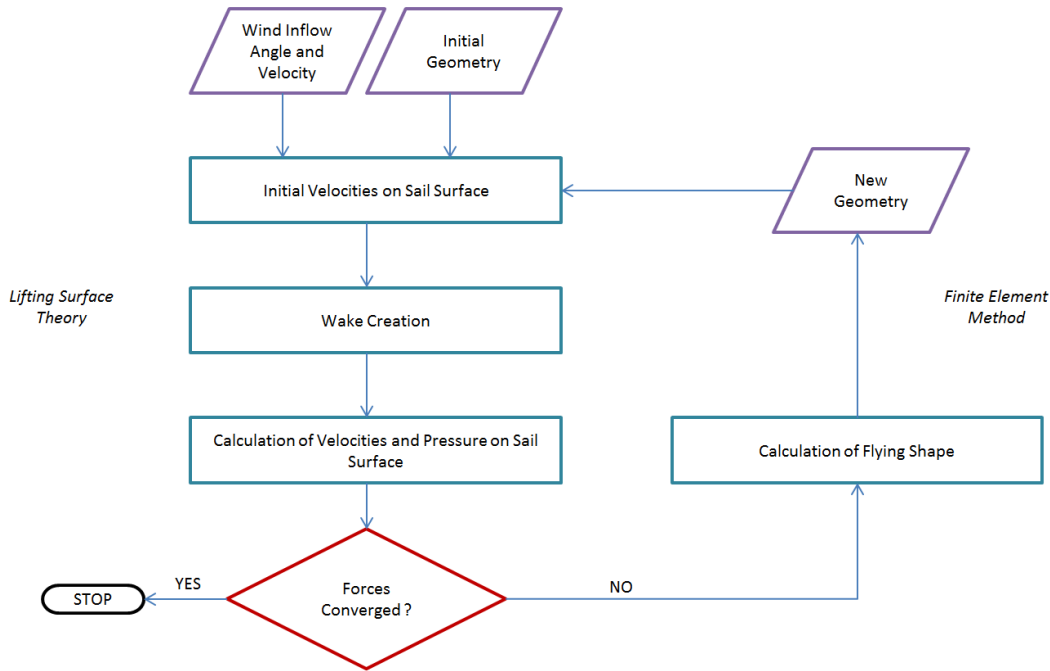 Wind Inflow
Angle and
Velocity
Initial
Geometry
Initial Velocities on Sail Surface
New
Geometry
Lifting Surface
Theory
Wake Creation
Finite Element
Method
Calculation of Velocities and Pressure on Sail
Surface
Calculation of Flying Shape
Forces
Converged ?
YES
NO
STOP